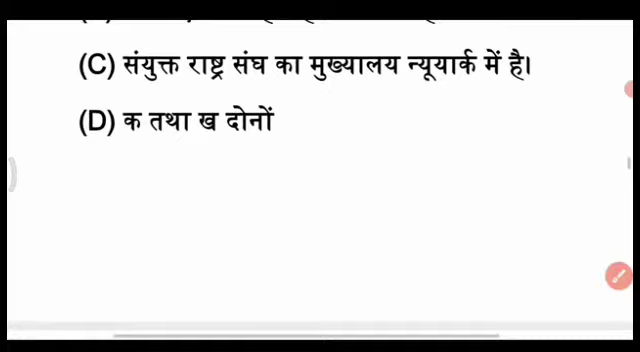 (C) संयुक्त राष्ट्र संघ का मुख्यालय न्यूयार्क में है।
(D) क तथा ख दोनों